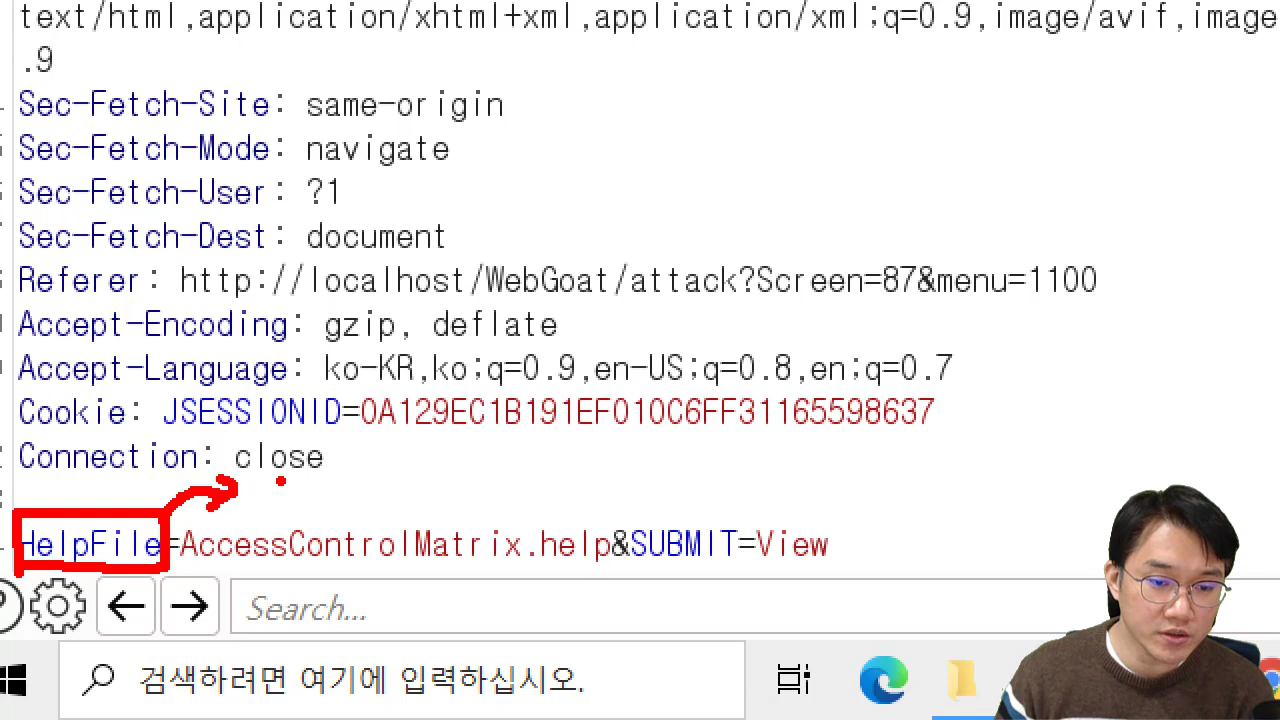 text/html,application/xhtml+xml,application/xml;q=0.9,image/avif,image
.9
Sec-Fetch-Site: same-origin
Sec-Fetch-Mode: navigate
Sec-Fetch-User: ?1
Sec-Fetch-Dest: document
Referer: http://localhost/WebGoat/attack?Screen=87&menu=1100
Accept-Encoding: gzip, deflate
Accept-Language: ko-KR,ko;q=0.9,en-US;q=0.8,en;q=0.7
Cookie: JSESSIONID=0A129EC1B191EF010C6FF31165598637
Connection: close
HelpFile=AccessControlMatrix.help&SUBMIT=View
Search...
검색하려면 여기에 입력하십시오.